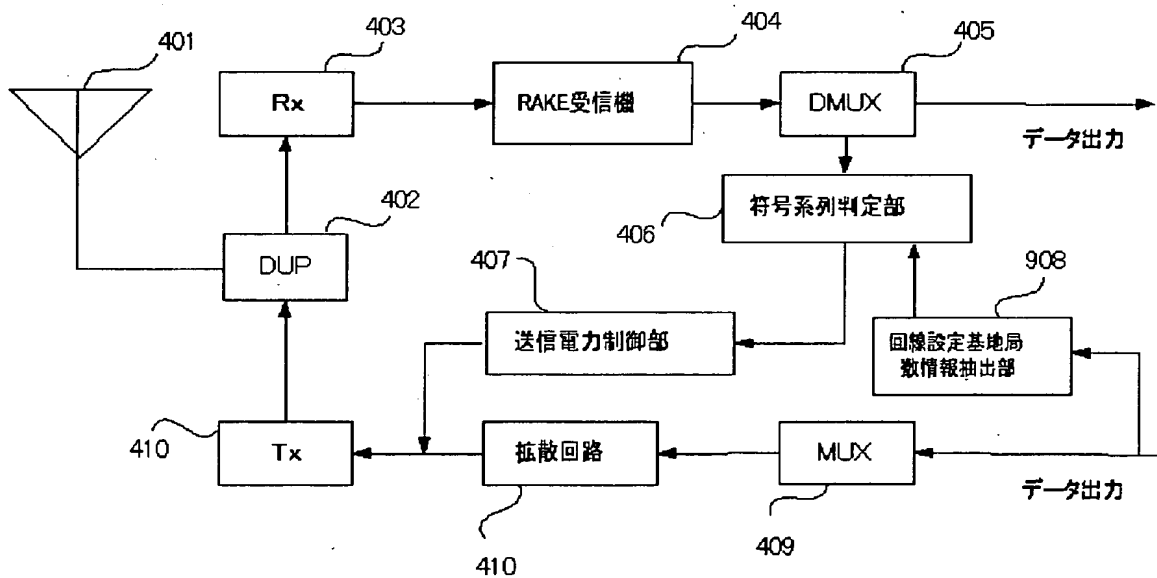 401
403
404
405
Rx
RAKE受信機
DMUX
データ出力
402
符号系列判定部
406
DUP
407
908
送信電力制御部
回線設定基地局
数情報抽出部
410
Tx
拡散回路
MUX
データ出力
410
409